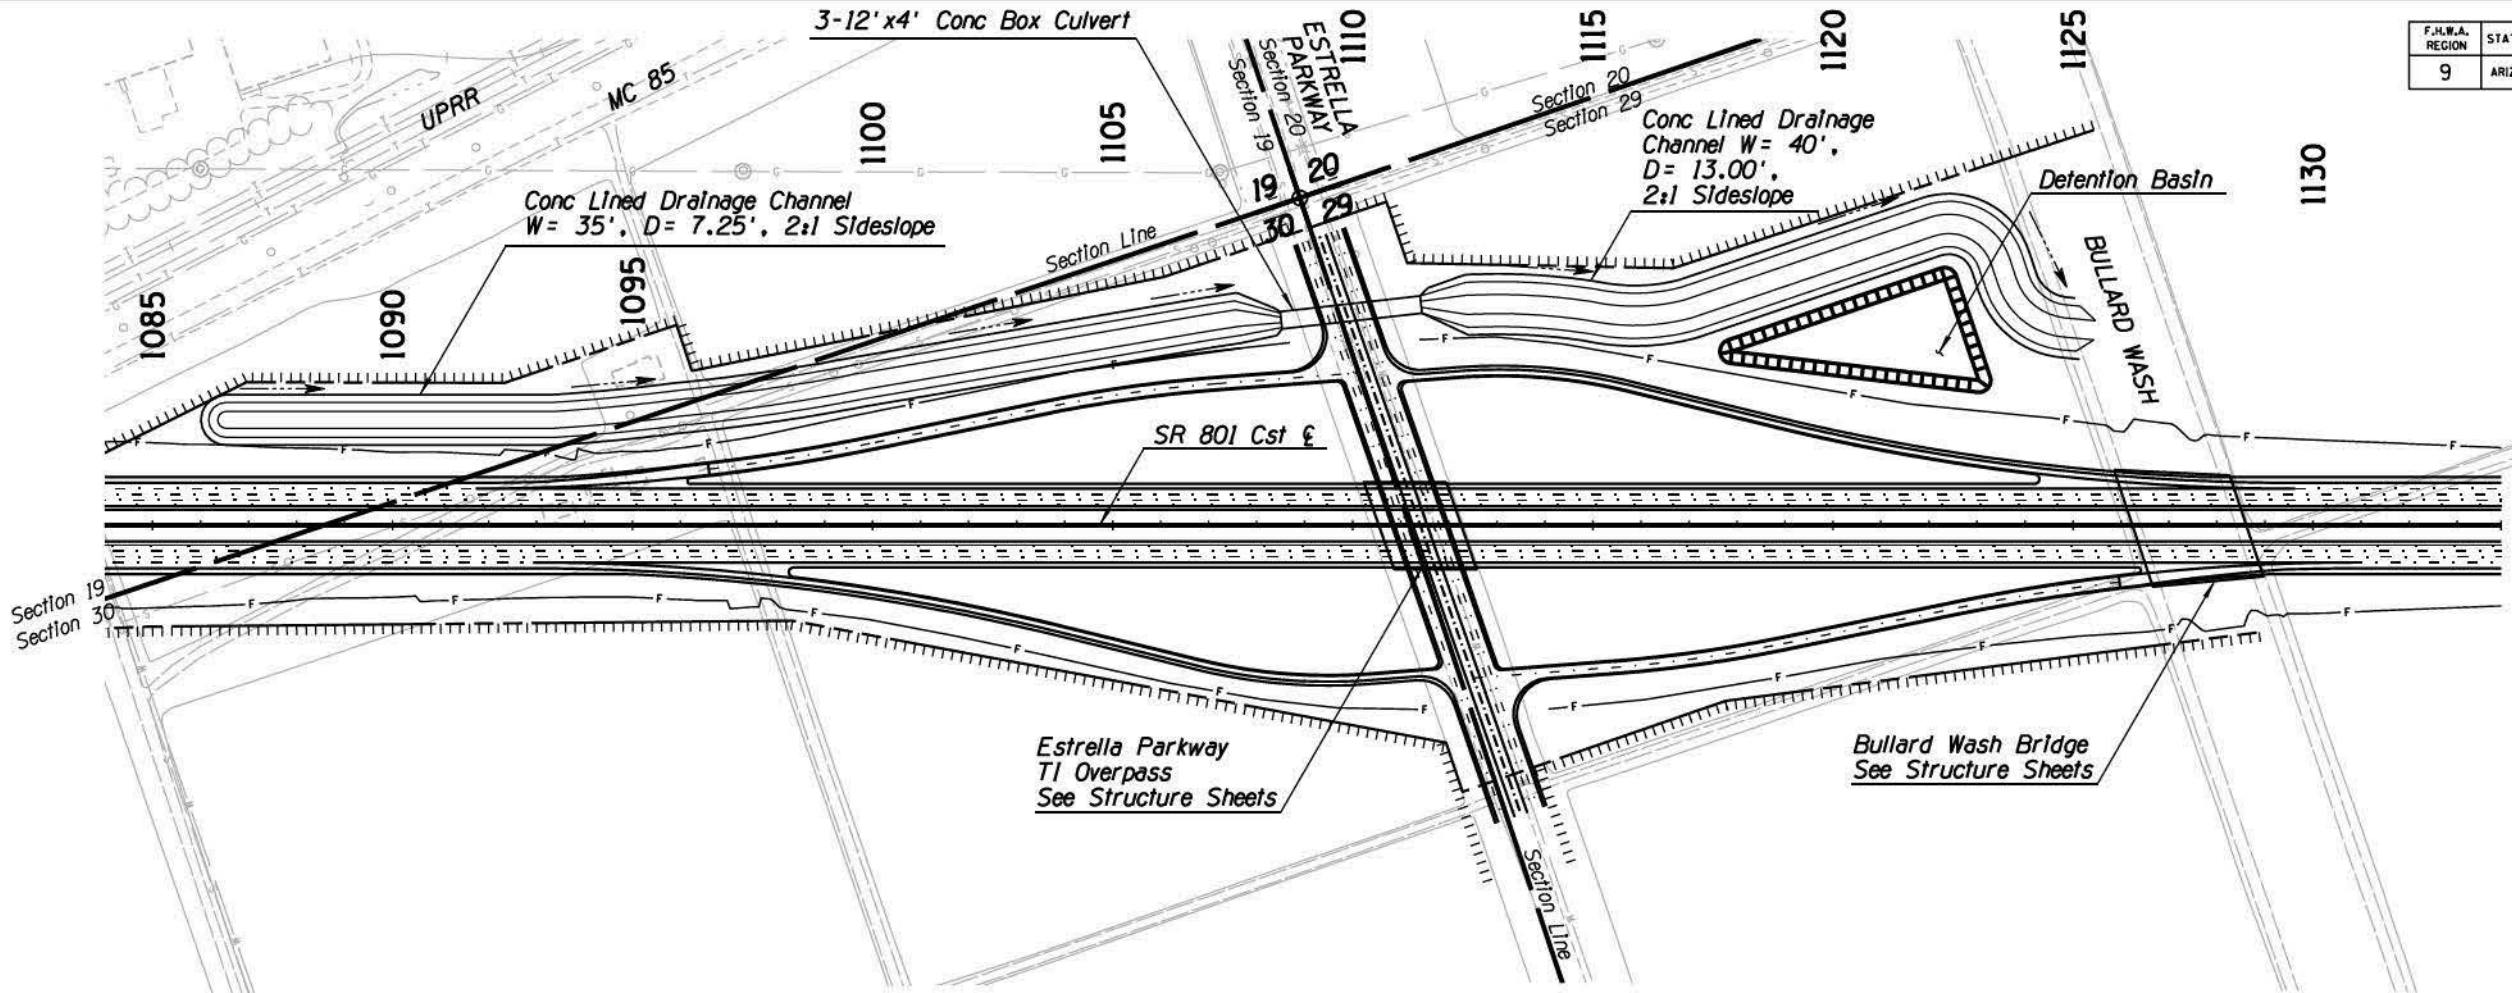 3-12'x4' Conc Box Culvert
ESTRELLA
PARKWAY
Section 20
Section 19
1110
1115
1120
1125
F.H.W.A.
REGION
9
UPRR
MC 85
1100
1105
Section 20
Section 29
Conc Lined Drainage
Channel W= 40',
D= 13.00',
2:1 Sideslope
Detention Basin
1130
19
20
30
29
Conc Lined Drainage Channel
W= 35', D= 7.25', 2:1 Sideslope
Section Line
1085
1090
1095
BULLARD WASH
SR 801 Cst ℄
Section 19
Section 30
Estrella Parkway
TI Overpass
See Structure Sheets
Bullard Wash Bridge
See Structure Sheets
Section Line